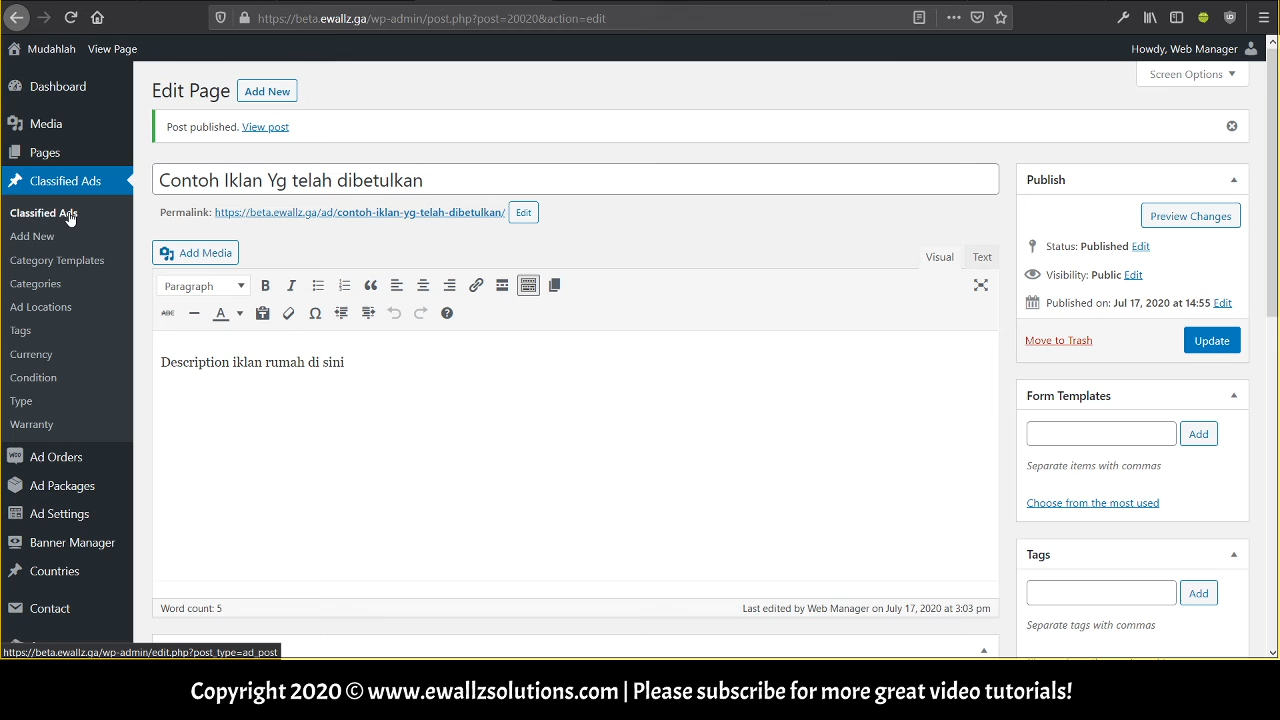 https://beta.ewallz.ga/wp-admin/post.php?post=20020&action=edit
Mudahlah View Page Howdy, Web Manager
Screen Options
Dashboard
Media
Pages
Classified Ads
Classified Ads
Add New
Category Templates
Categories
Ad Locations
Tags
Currency
Condition
Type
Warranty
Ad Orders
Ad Packages
Ad Settings
Banner Manager
Countries
Contact
Edit Page Add New
Post published. View post
Contoh Iklan Yg telah dibetulkan
Permalink: https://beta.ewallz.ga/ad/contoh-iklan-yg-telah-dibetulkan/ Edit
Add Media
Visual Text
Paragraph B I
ABC A
Description iklan rumah di sini
Word count: 5 Last edited by Web Manager on July 17, 2020 at 3:03 pm
Publish
Preview Changes
Status: Published Edit
Visibility: Public Edit
Published on: Jul 17, 2020 at 14:55 Edit
Move to Trash Update
Form Templates
Add
Separate items with commas
Choose from the most used
Tags
Add
Separate tags with commas
https://beta.ewallz.ga/wp-admin/edit.php?post_type=ad_post
Copyright 2020 © www.ewallzsolutions.com | Please subscribe for more great video tutorials!